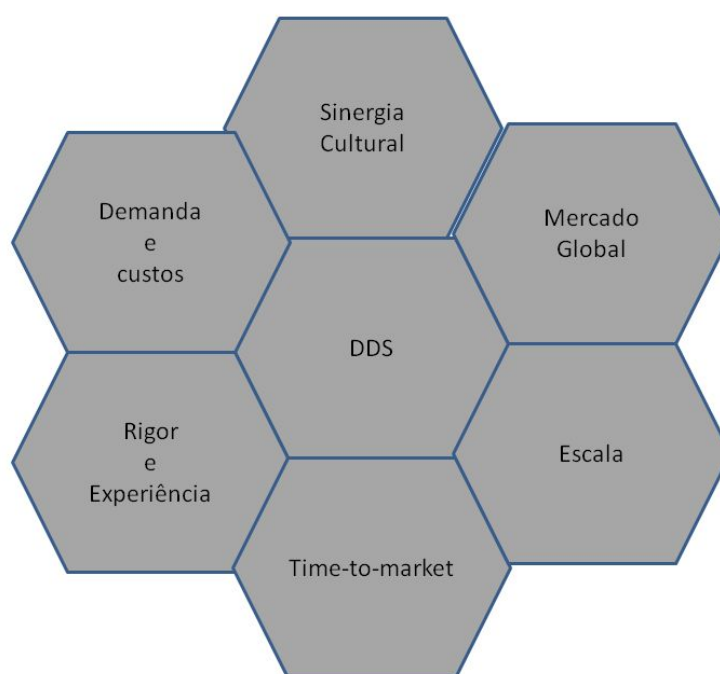 Sinergia
Cultural
Demanda
e
custos
Mercado
Global
DDS
Rigor
e
Experiência
Escala
Time-to-market